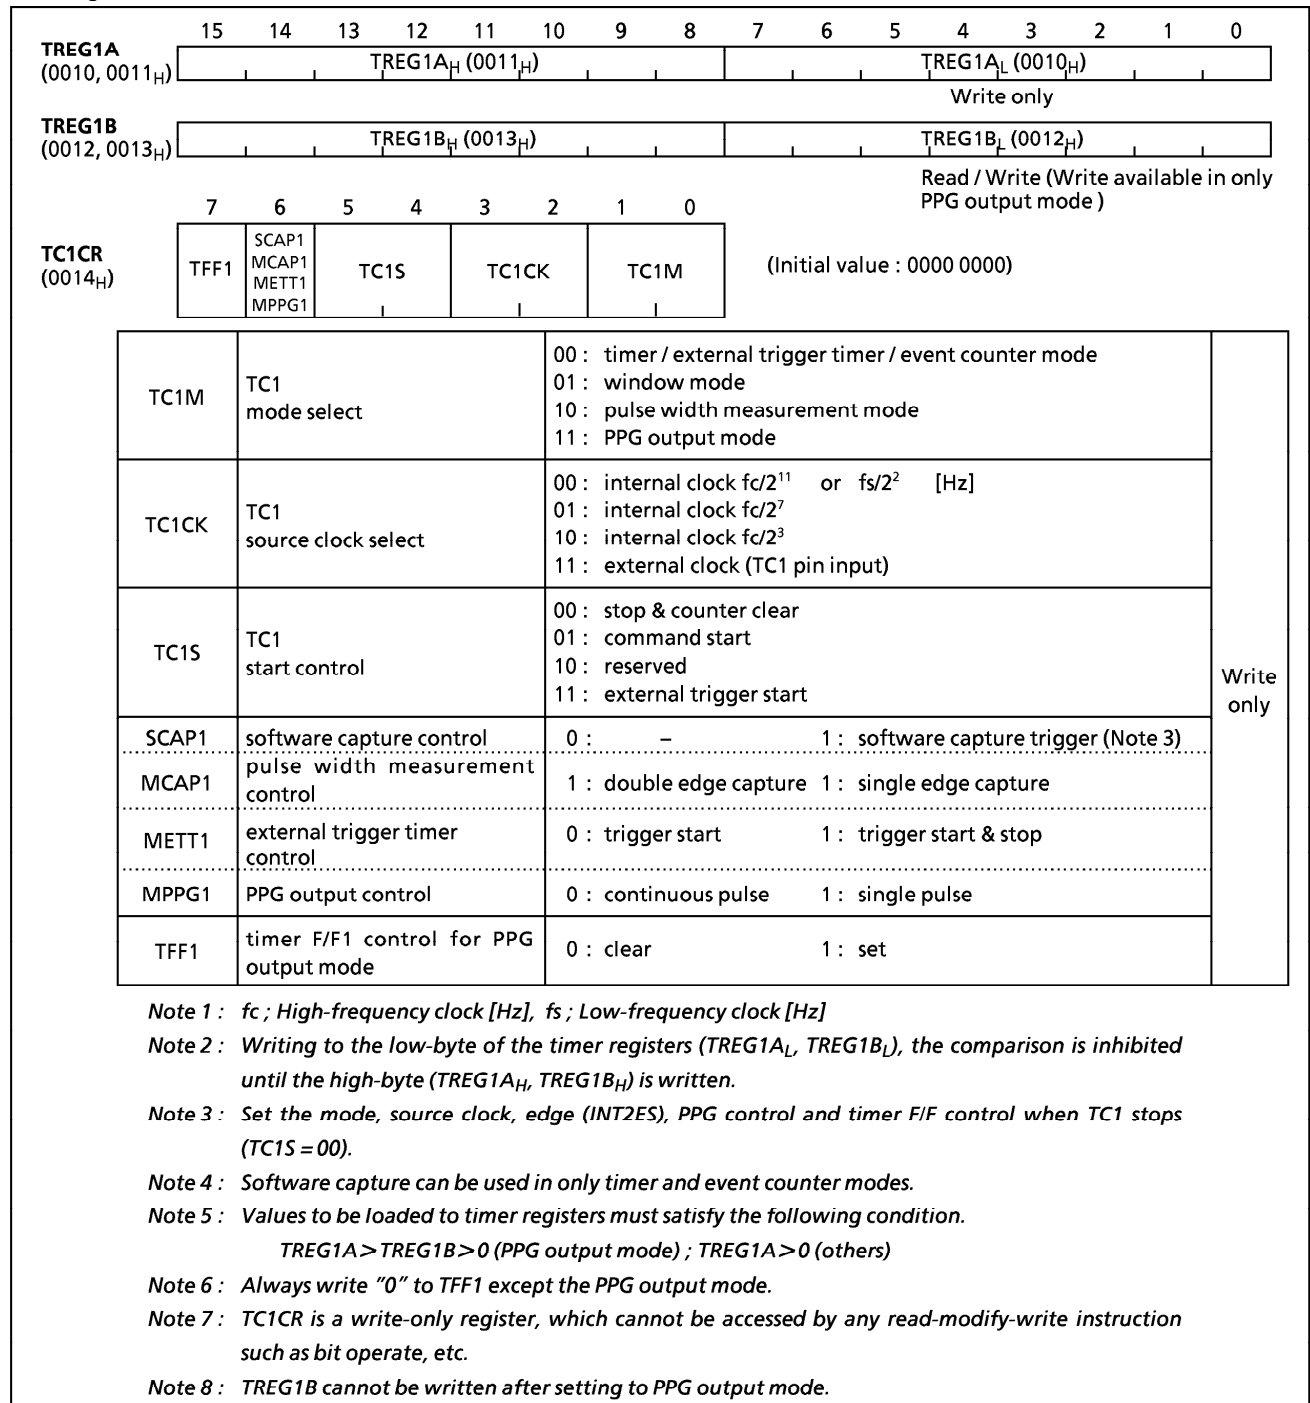 15 14 13 12 11 10 9 8 7 6 5 4 3 2 1 0
TREG1A
(0010, 0011H)
TREG1AH (0011H) TREG1AL (0010H)
Write only
TREG1B
(0012, 0013H)
TREG1BH (0013H) TREG1BL (0012H)
Read / Write (Write available in only
PPG output mode )
7 6 5 4 3 2 1 0
TC1CR
(0014H)
TFF1
SCAP1
MCAP1
METT1
MPPG1
TC1S TC1CK TC1M
(Initial value : 0000 0000)
TC1M
TC1
mode select
00 : timer / external trigger timer / event counter mode
01 : window mode
10 : pulse width measurement mode
11 : PPG output mode
TC1CK
TC1
source clock select
00 : internal clock fc/2¹¹ or fs/2² [Hz]
01 : internal clock fc/2⁷
10 : internal clock fc/2³
11 : external clock (TC1 pin input)
TC1S
TC1
start control
00 : stop & counter clear
01 : command start
10 : reserved
11 : external trigger start
Write
only
SCAP1 software capture control 0 : – 1 : software capture trigger (Note 3)
MCAP1
pulse width measurement
control
1 : double edge capture 1 : single edge capture
METT1
external trigger timer
control
0 : trigger start 1 : trigger start & stop
MPPG1 PPG output control 0 : continuous pulse 1 : single pulse
TFF1
timer F/F1 control for PPG
output mode
0 : clear 1 : set
Note 1 : fc ; High-frequency clock [Hz], fs ; Low-frequency clock [Hz]
Note 2 : Writing to the low-byte of the timer registers (TREG1AL, TREG1BL), the comparison is inhibited
until the high-byte (TREG1AH, TREG1BH) is written.
Note 3 : Set the mode, source clock, edge (INT2ES), PPG control and timer F/F control when TC1 stops
(TC1S = 00).
Note 4 : Software capture can be used in only timer and event counter modes.
Note 5 : Values to be loaded to timer registers must satisfy the following condition.
TREG1A > TREG1B > 0 (PPG output mode) ; TREG1A > 0 (others)
Note 6 : Always write "0" to TFF1 except the PPG output mode.
Note 7 : TC1CR is a write-only register, which cannot be accessed by any read-modify-write instruction
such as bit operate, etc.
Note 8 : TREG1B cannot be written after setting to PPG output mode.